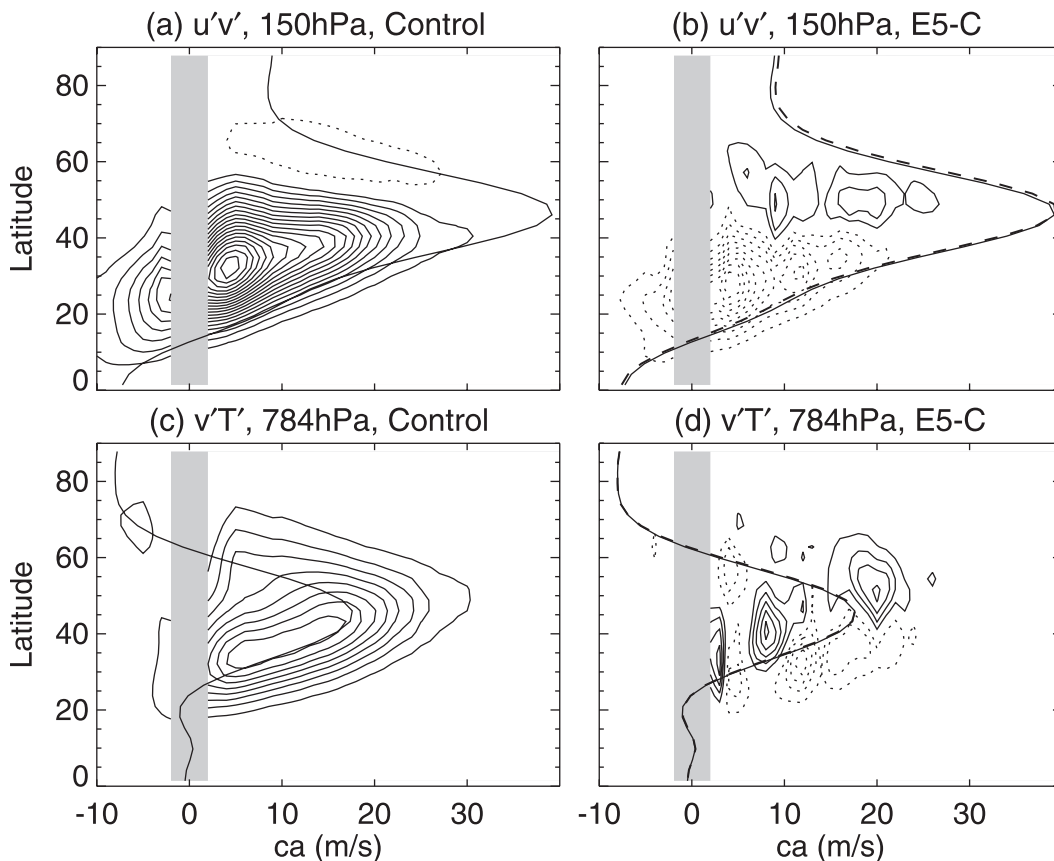 (a) u′v′, 150hPa, Control
(b) u′v′, 150hPa, E5-C
Latitude
80
60
40
20
0
(c) v′T′, 784hPa, Control
(d) v′T′, 784hPa, E5-C
Latitude
80
60
40
20
0
-10 0 10 20 30
-10 0 10 20 30
ca (m/s)
ca (m/s)